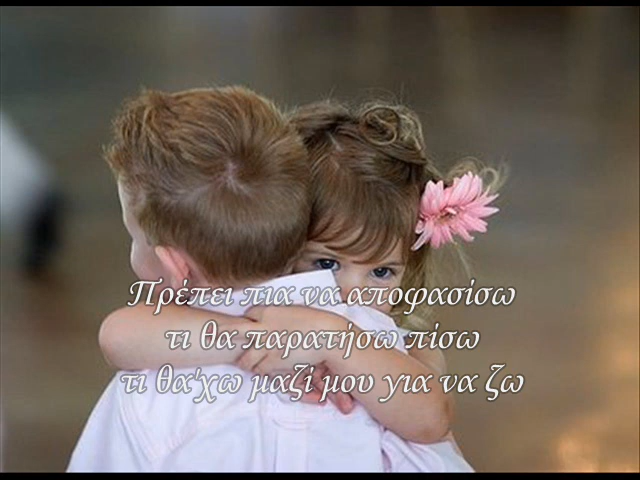 Πρέπει πια να αποφασίσω
τι θα παρατήσω πίσω
τι θα'χω μαζί μου για να ζω